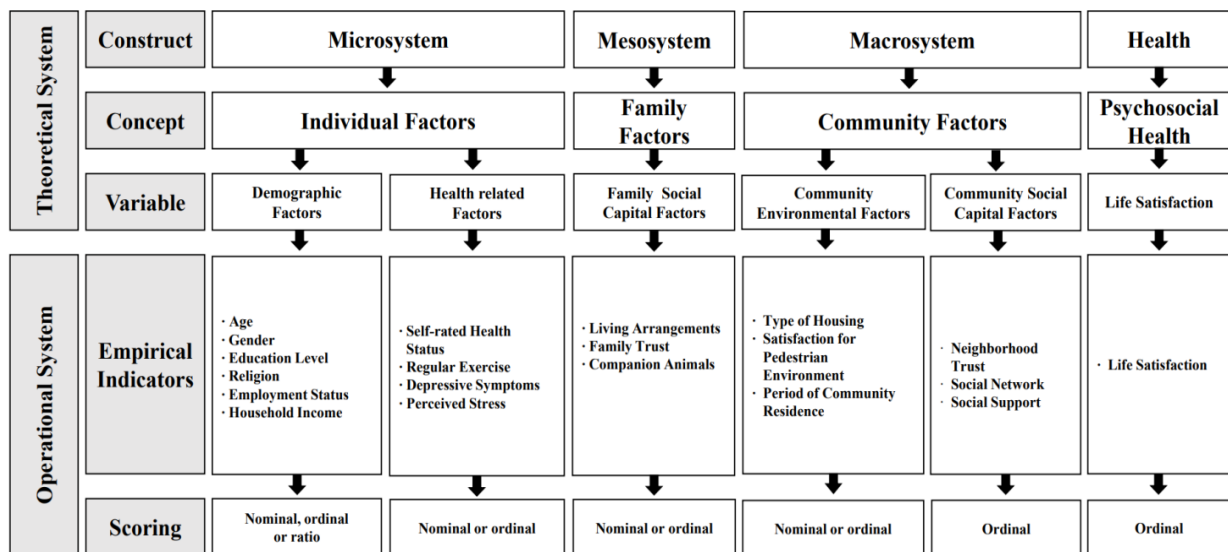 Theoretical System
Construct
Microsystem
Mesosystem
Macrosystem
Health
Concept
Individual Factors
Family
Factors
Community Factors
Psychosocial
Health
Variable
Demographic
Factors
Health related
Factors
Family Social
Capital Factors
Community
Environmental Factors
Community Social
Capital Factors
Life Satisfaction
Operational System
Empirical
Indicators
· Age
· Gender
· Education Level
· Religion
· Employment Status
· Household Income
· Self-rated Health
Status
· Regular Exercise
· Depressive Symptoms
· Perceived Stress
· Living Arrangements
· Family Trust
· Companion Animals
· Type of Housing
· Satisfaction for
Pedestrian
Environment
· Period of Community
Residence
· Neighborhood
Trust
· Social Network
· Social Support
· Life Satisfaction
Scoring
Nominal, ordinal
or ratio
Nominal or ordinal
Nominal or ordinal
Nominal or ordinal
Ordinal
Ordinal